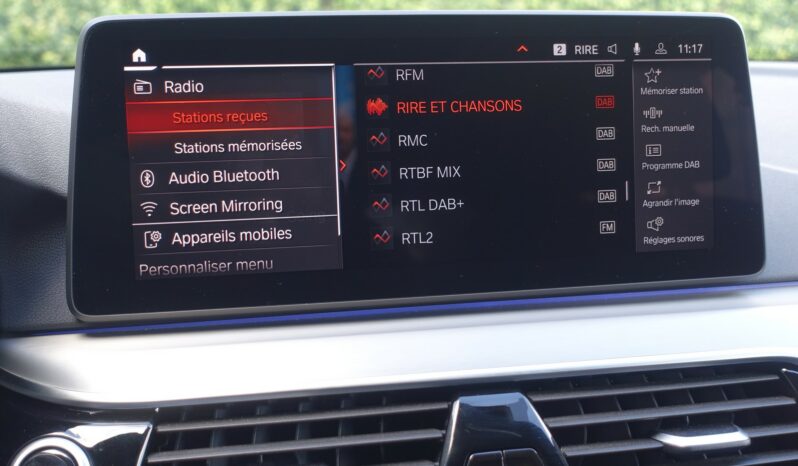 2 RIRE 11:17
Radio
Stations reçues
Stations mémorisées
Audio Bluetooth
Screen Mirroring
Appareils mobiles
Personnaliser menu
RFM DAB
RIRE ET CHANSONS DAB
RMC DAB
RTBF MIX DAB
RTL DAB+ DAB
RTL2 FM
Mémoriser station
Rech. manuelle
Programme DAB
Agrandir l'image
Réglages sonores